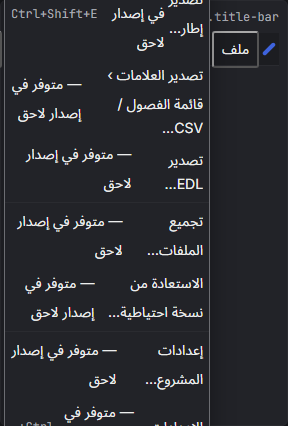 .title-bar
ملف
تصدير
إطار...
في إصدار
لاحق
Ctrl+Shift+E
تصدير العلامات ›
قائمة الفصول /
CSV...
— متوفر في
إصدار لاحق
تصدير
EDL...
— متوفر في إصدار
لاحق
تجميع
الملفات...
— متوفر في إصدار
لاحق
الاستعادة من
نسخة احتياطية...
— متوفر في
إصدار لاحق
إعدادات
المشروع...
— متوفر في إصدار
لاحق
— متوفر في